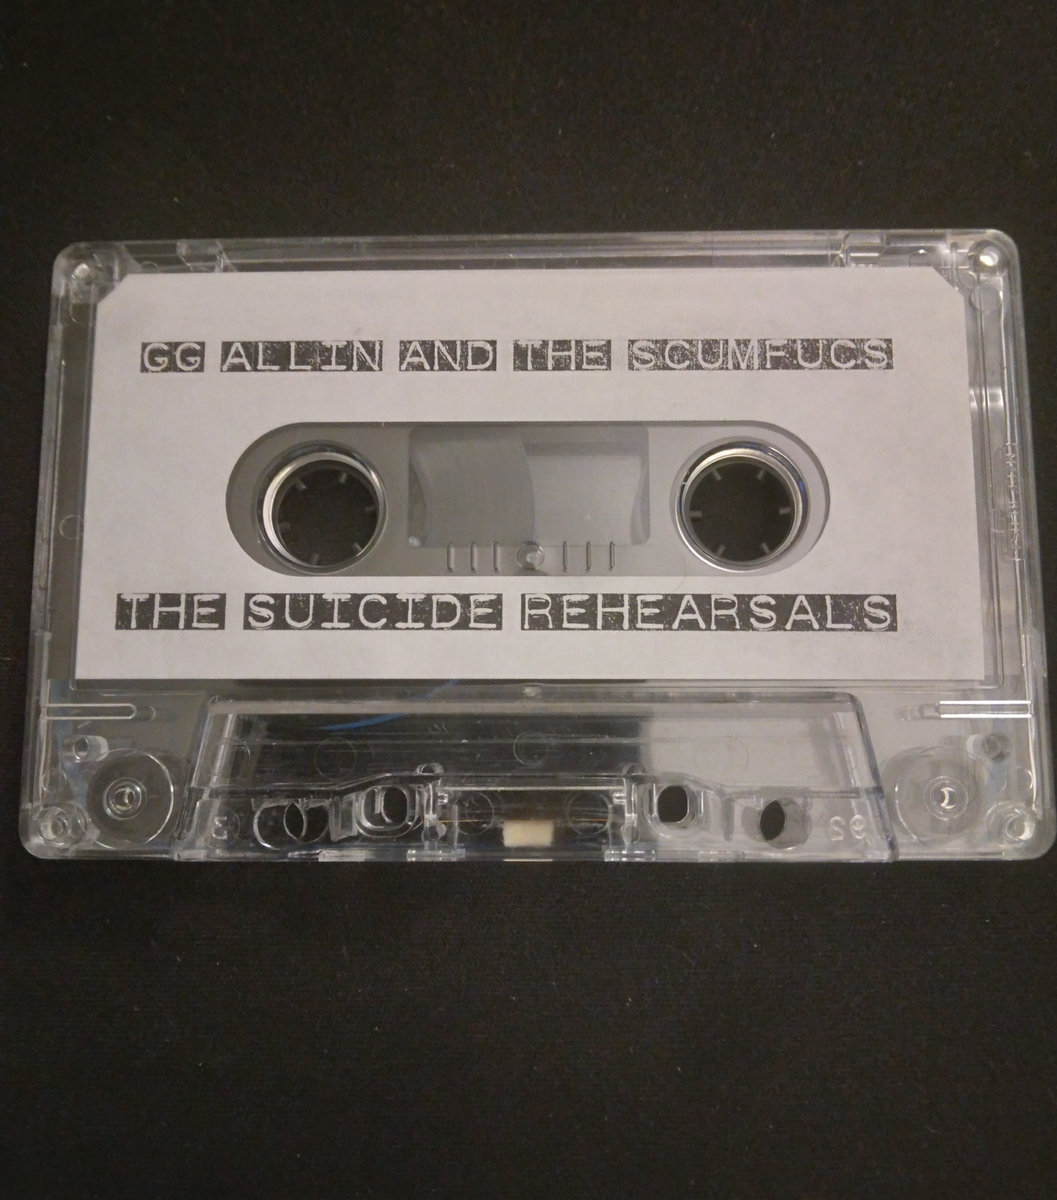 GG ALLIN AND THE SCUMFUCS
THE SUICIDE REHEARSALS